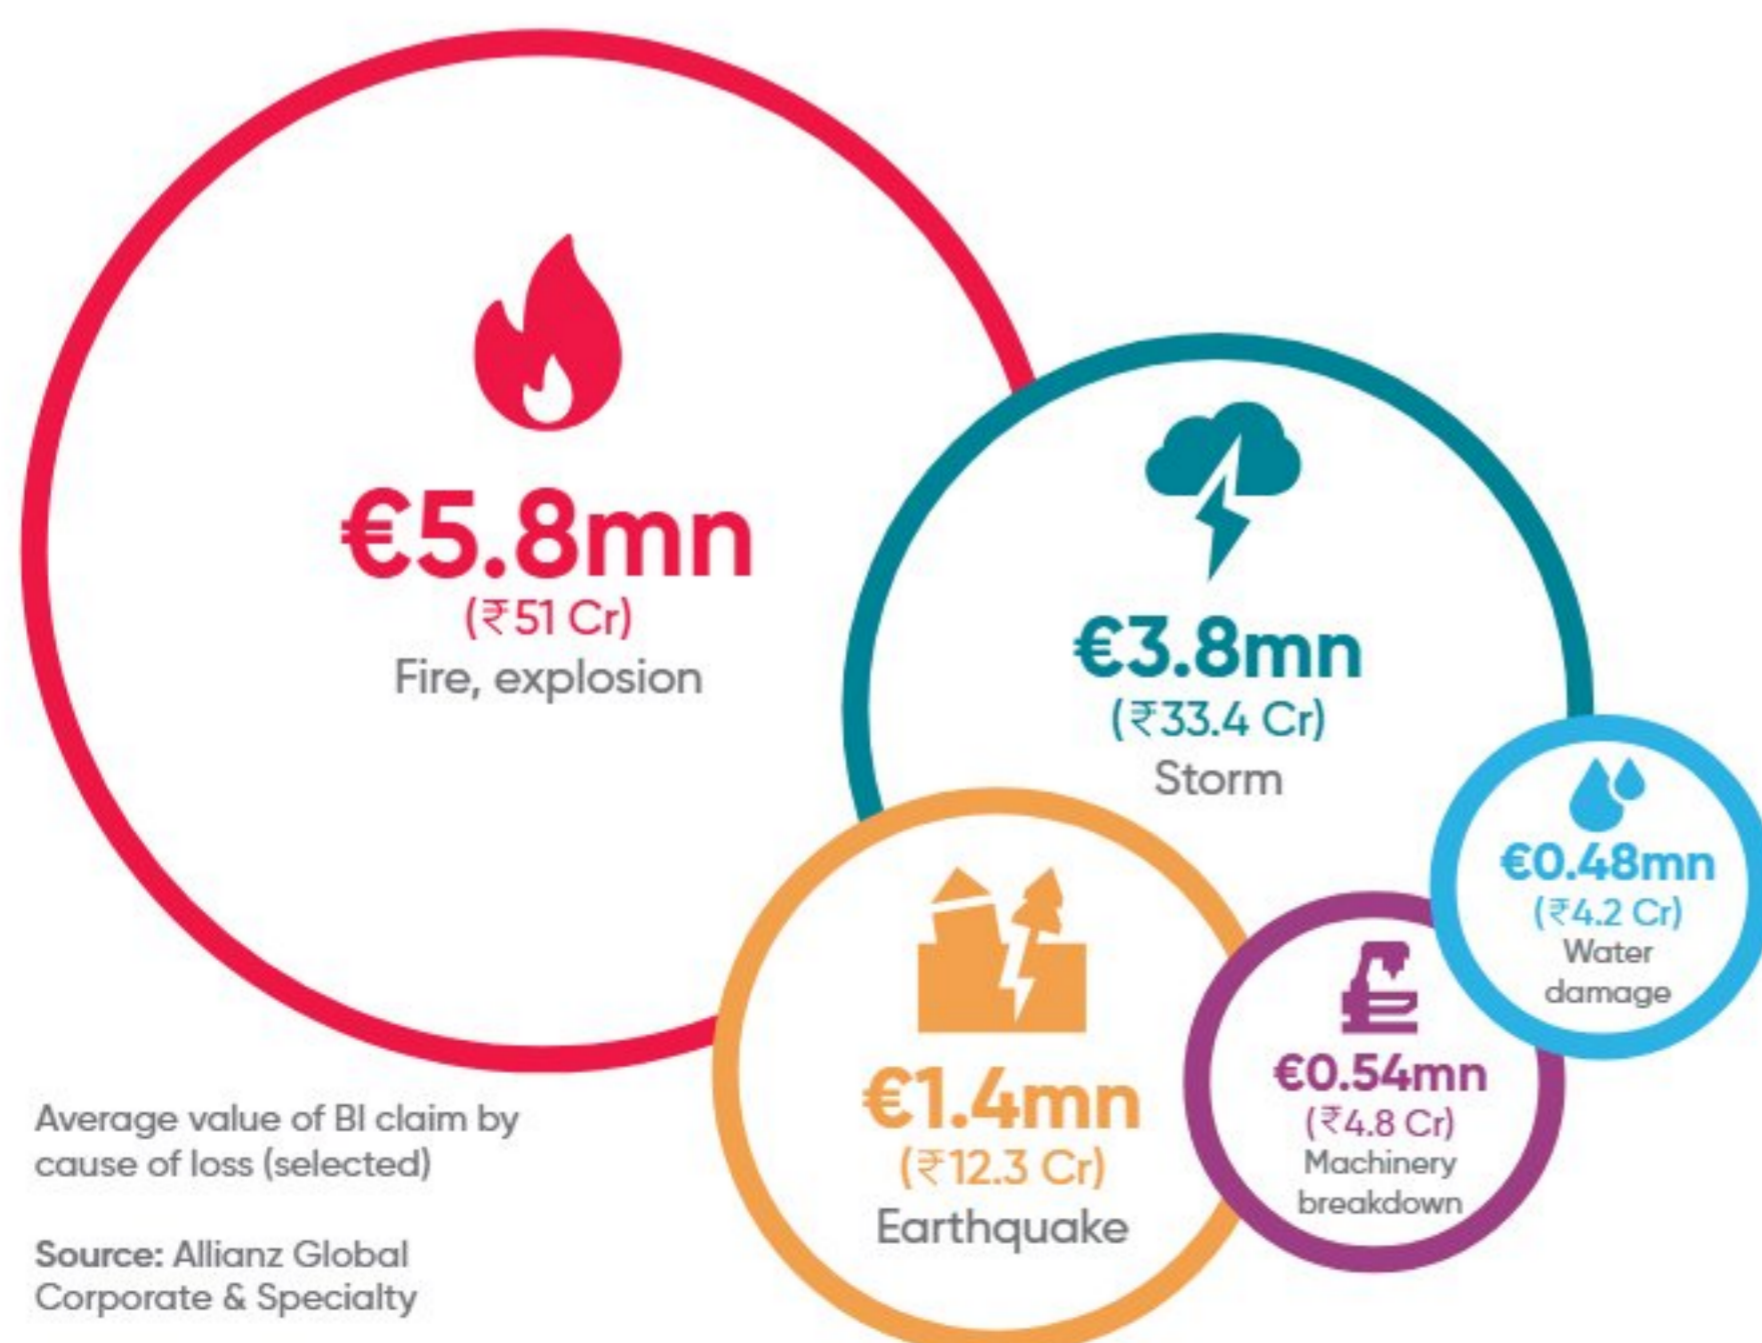 €5.8mn
(₹51 Cr)
Fire, explosion
€3.8mn
(₹33.4 Cr)
Storm
€0.48mn
(₹4.2 Cr)
Water
damage
€1.4mn
(₹12.3 Cr)
Earthquake
€0.54mn
(₹4.8 Cr)
Machinery
breakdown
Average value of BI claim by
cause of loss (selected)
Source: Allianz Global
Corporate & Specialty